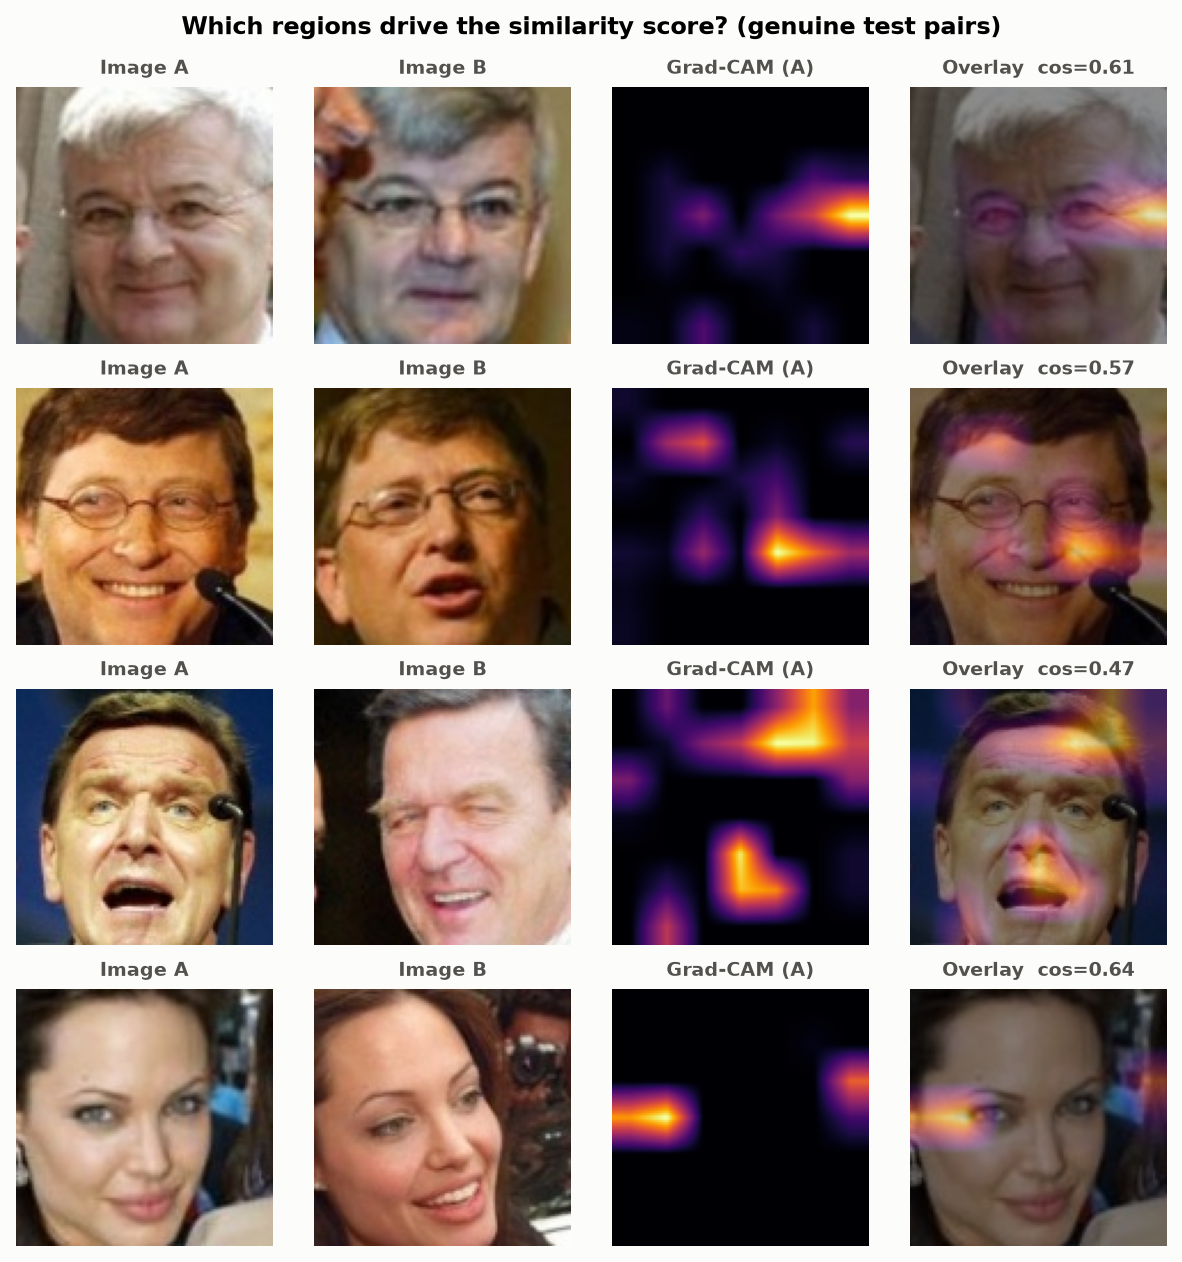 Which regions drive the similarity score? (genuine test pairs)
Image A Image B Grad-CAM (A) Overlay cos=0.61
Image A Image B Grad-CAM (A) Overlay cos=0.57
Image A Image B Grad-CAM (A) Overlay cos=0.47
Image A Image B Grad-CAM (A) Overlay cos=0.64